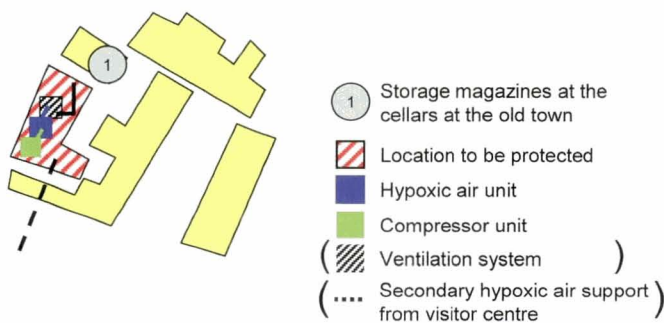 1
1 Storage magazines at the
cellars at the old town
Location to be protected
Hypoxic air unit
Compressor unit
( Ventilation system )
( Secondary hypoxic air support )
from visitor centre